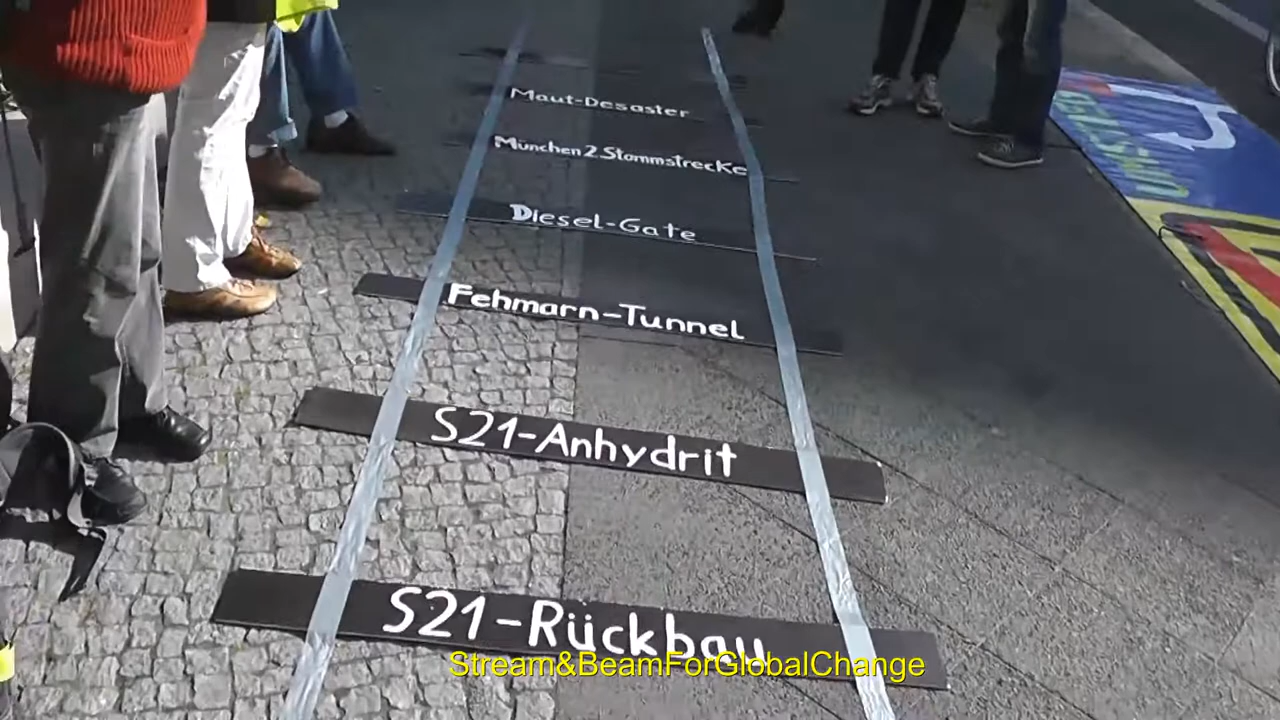 Maut-Desaster
München 2.Stammstrecke
Diesel-Gate
Fehmarn-Tunnel
S21-Anhydrit
S21-Rückbau
Stream&BeamForGlobalChange